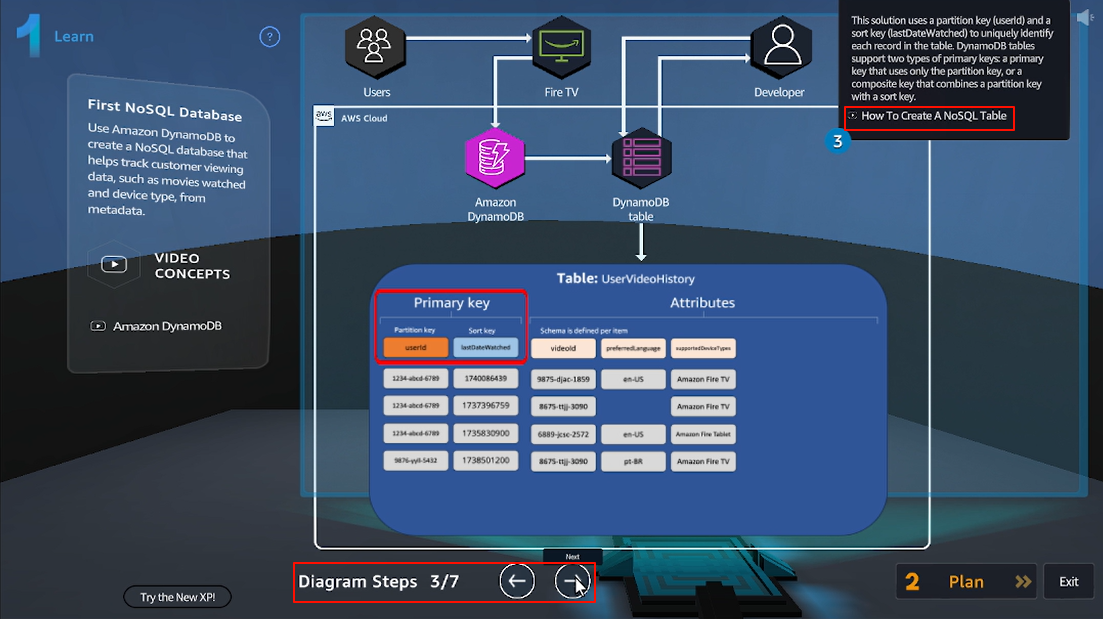 1 Learn
?
First NoSQL Database
Use Amazon DynamoDB to
create a NoSQL database that
helps track customer viewing
data, such as movies watched
and device type, from
metadata.
VIDEO
CONCEPTS
Amazon DynamoDB
Users
Fire TV
Developer
aws
AWS Cloud
Amazon
DynamoDB
DynamoDB
table
This solution uses a partition key (userId) and a
sort key (lastDateWatched) to uniquely identify
each record in the table. DynamoDB tables
support two types of primary keys: a primary
key that uses only the partition key, or a
composite key that combines a partition key
with a sort key.
How To Create A NoSQL Table
3
Table: UserVideoHistory
Primary key
Attributes
Partition key Sort key Schema is defined per item
userId lastDateWatched videoId preferredLanguage supportedDeviceTypes
1234-abcd-6789 1740086439 9875-djac-1859 en-US Amazon Fire TV
1234-abcd-6789 1737396759 8675-ttjj-3090 Amazon Fire TV
1234-abcd-6789 1735830900 6889-jcsc-2572 en-US Amazon Fire Tablet
9876-yyll-5432 1738501200 8675-ttjj-3090 pt-BR Amazon Fire TV
Next
Diagram Steps 3/7
Try the New XP!
2 Plan
Exit